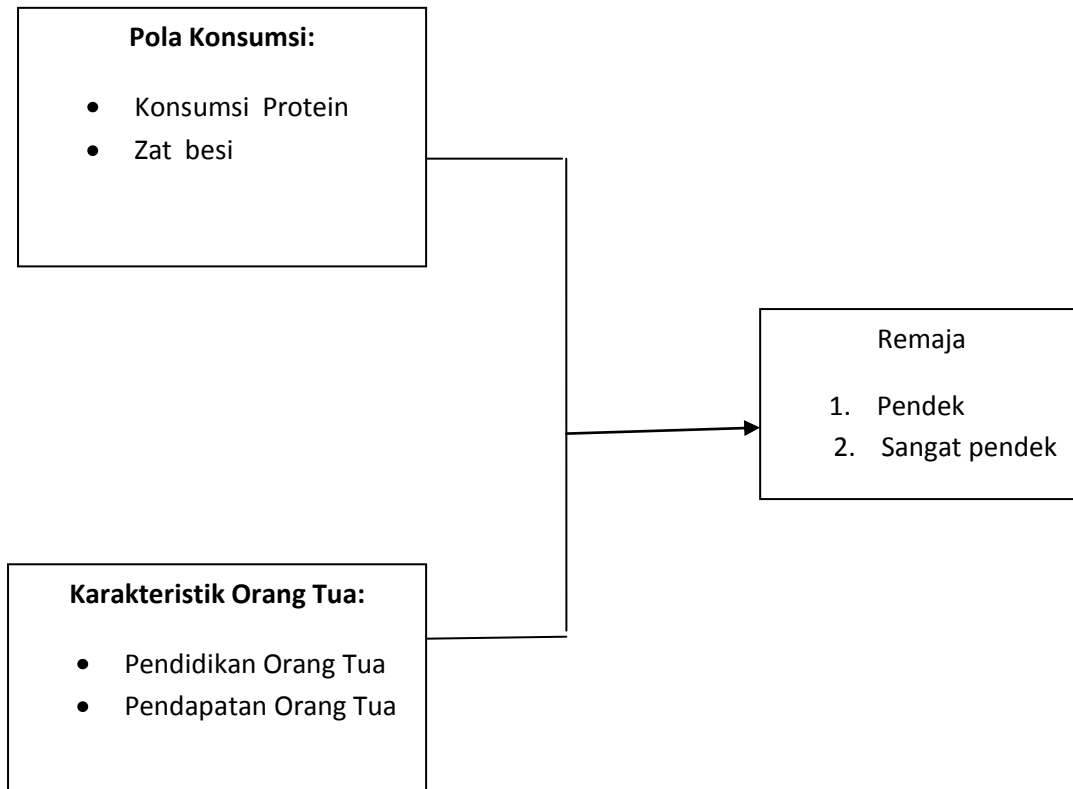 Pola Konsumsi:
• Konsumsi Protein
• Zat besi
Remaja
1. Pendek
2. Sangat pendek
Karakteristik Orang Tua:
• Pendidikan Orang Tua
• Pendapatan Orang Tua